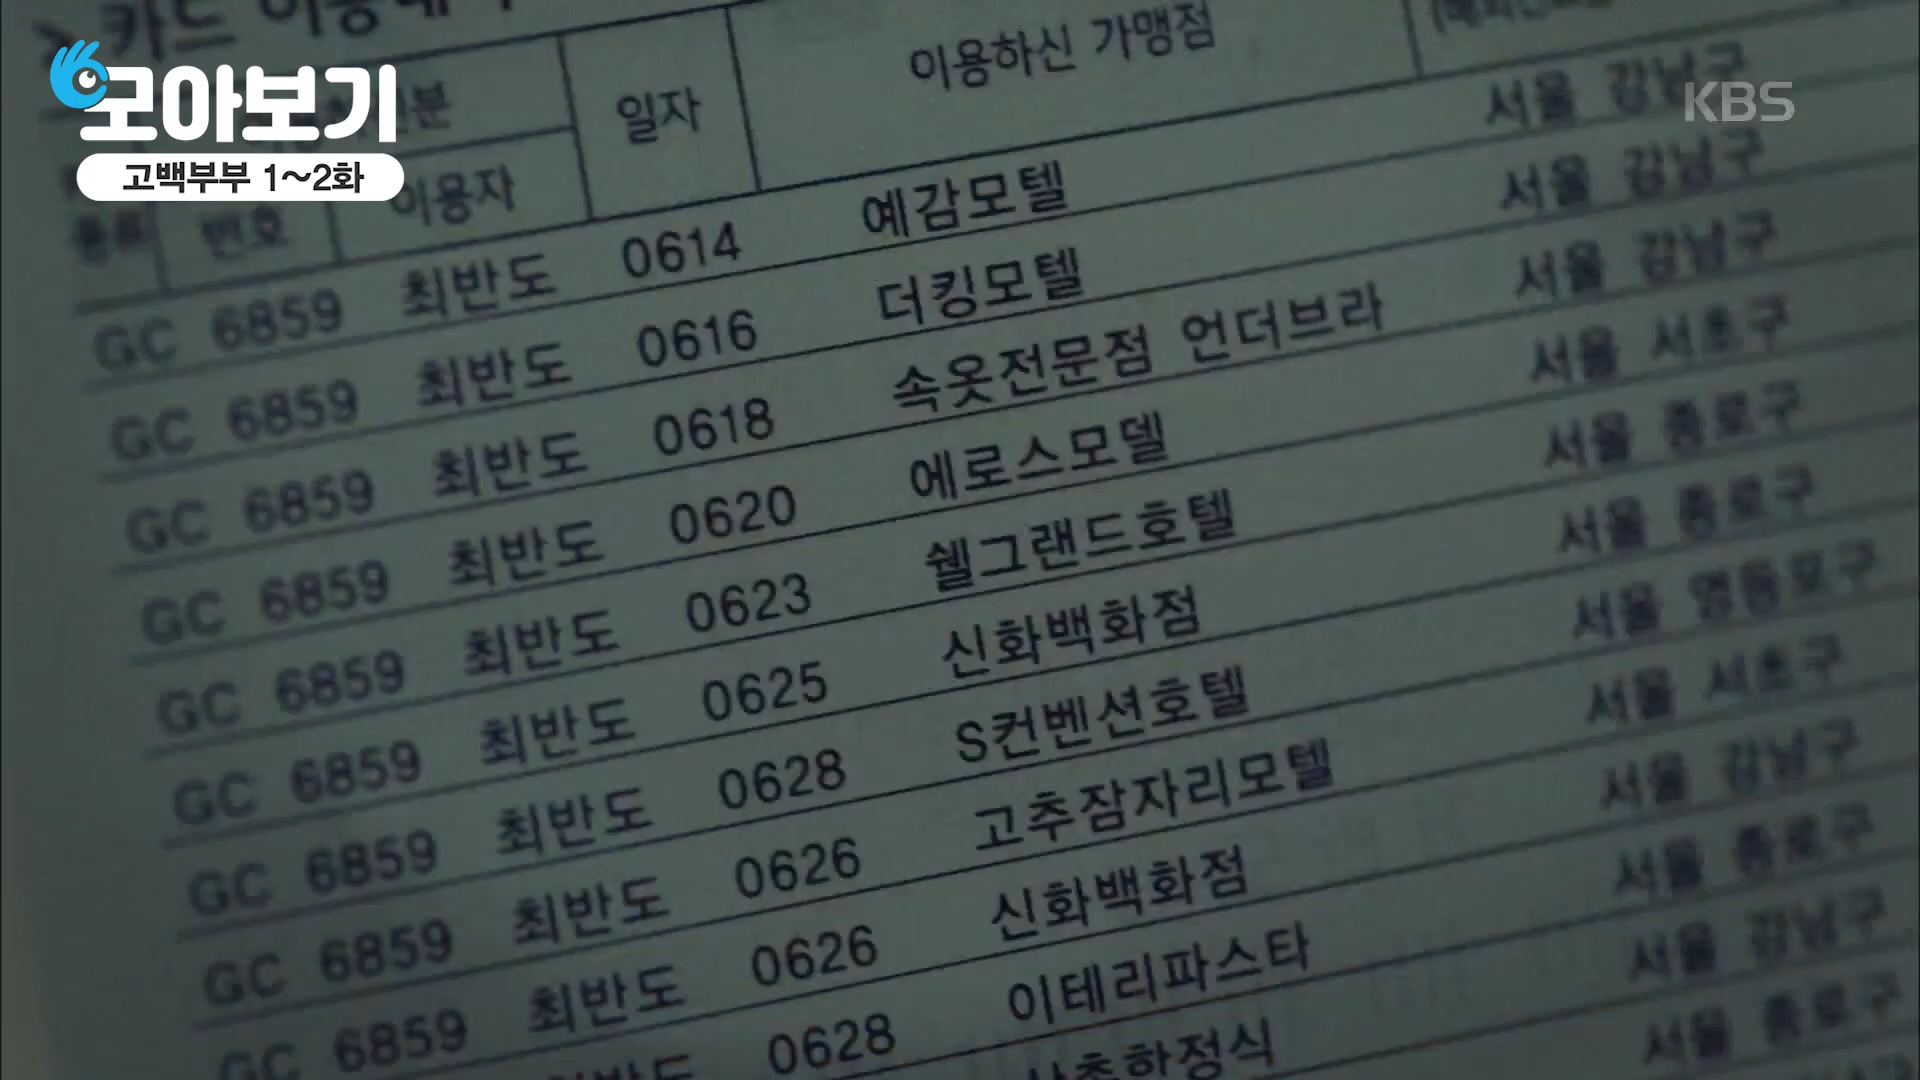 > 카드 이용내역
모아보기
KBS
고백부부 1~2화
분 일자 이용하신 가맹점
종류 번호 이용자
GC 6859 최반도 0614 예감모텔 서울 강남구
GC 6859 최반도 0616 더킹모텔 서울 강남구
GC 6859 최반도 0618 속옷전문점 언더브라 서울 강남구
GC 6859 최반도 0620 에로스모델 서울 서초구
GC 6859 최반도 0623 쉘그랜드호텔 서울 종로구
GC 6859 최반도 0625 신화백화점 서울 종로구
GC 6859 최반도 0628 S컨벤션호텔 서울 영등포구
GC 6859 최반도 0626 고추잠자리모텔 서울 서초구
GC 6859 최반도 0626 신화백화점 서울 강남구
GC 6859 최반도 0628 이테리파스타 서울 종로구
서울 강남구
서울 종로구